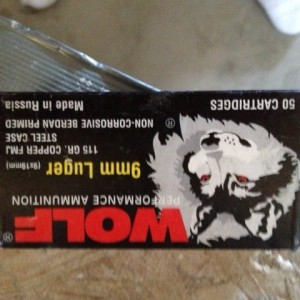 WOLF®
PERFORMANCE AMMUNITION
9mm Luger (9x19mm)
115 GR. COPPER FMJ
STEEL CASE
NON-CORROSIVE BERDAN PRIMED
®
50 CARTRIDGES
Made in Russia